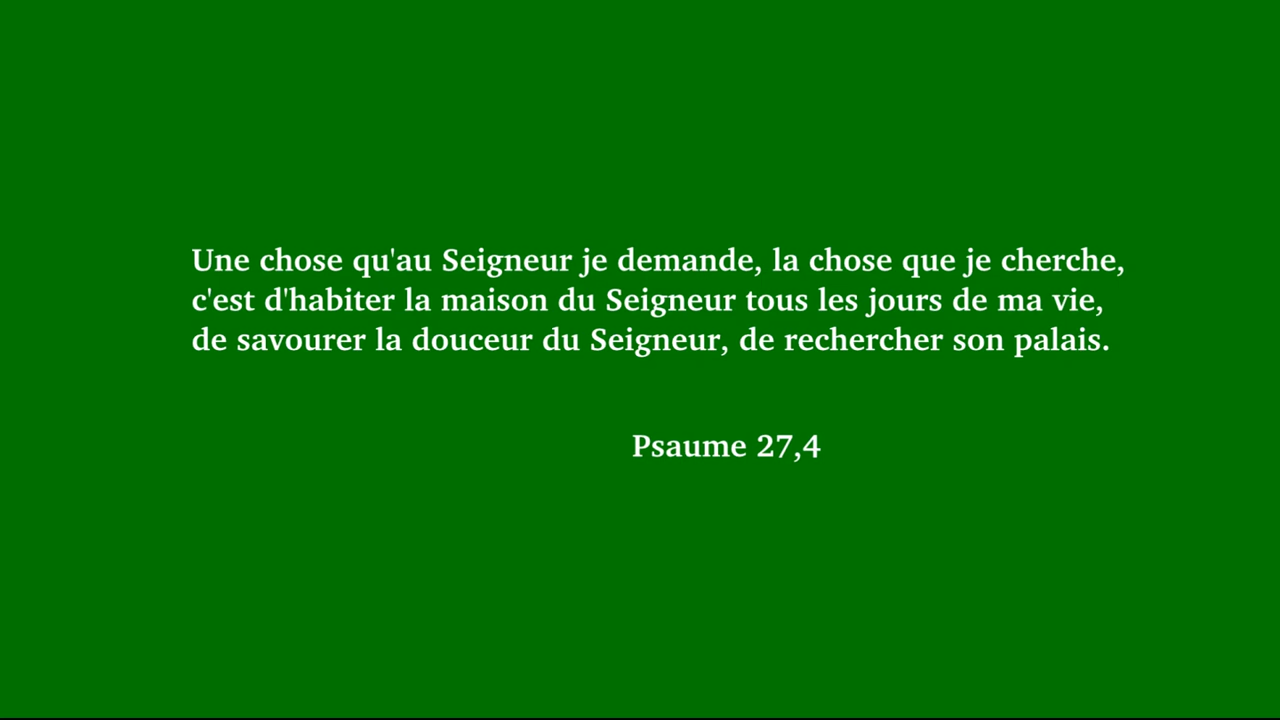 Une chose qu'au Seigneur je demande, la chose que je cherche,
c'est d'habiter la maison du Seigneur tous les jours de ma vie,
de savourer la douceur du Seigneur, de rechercher son palais.
Psaume 27,4